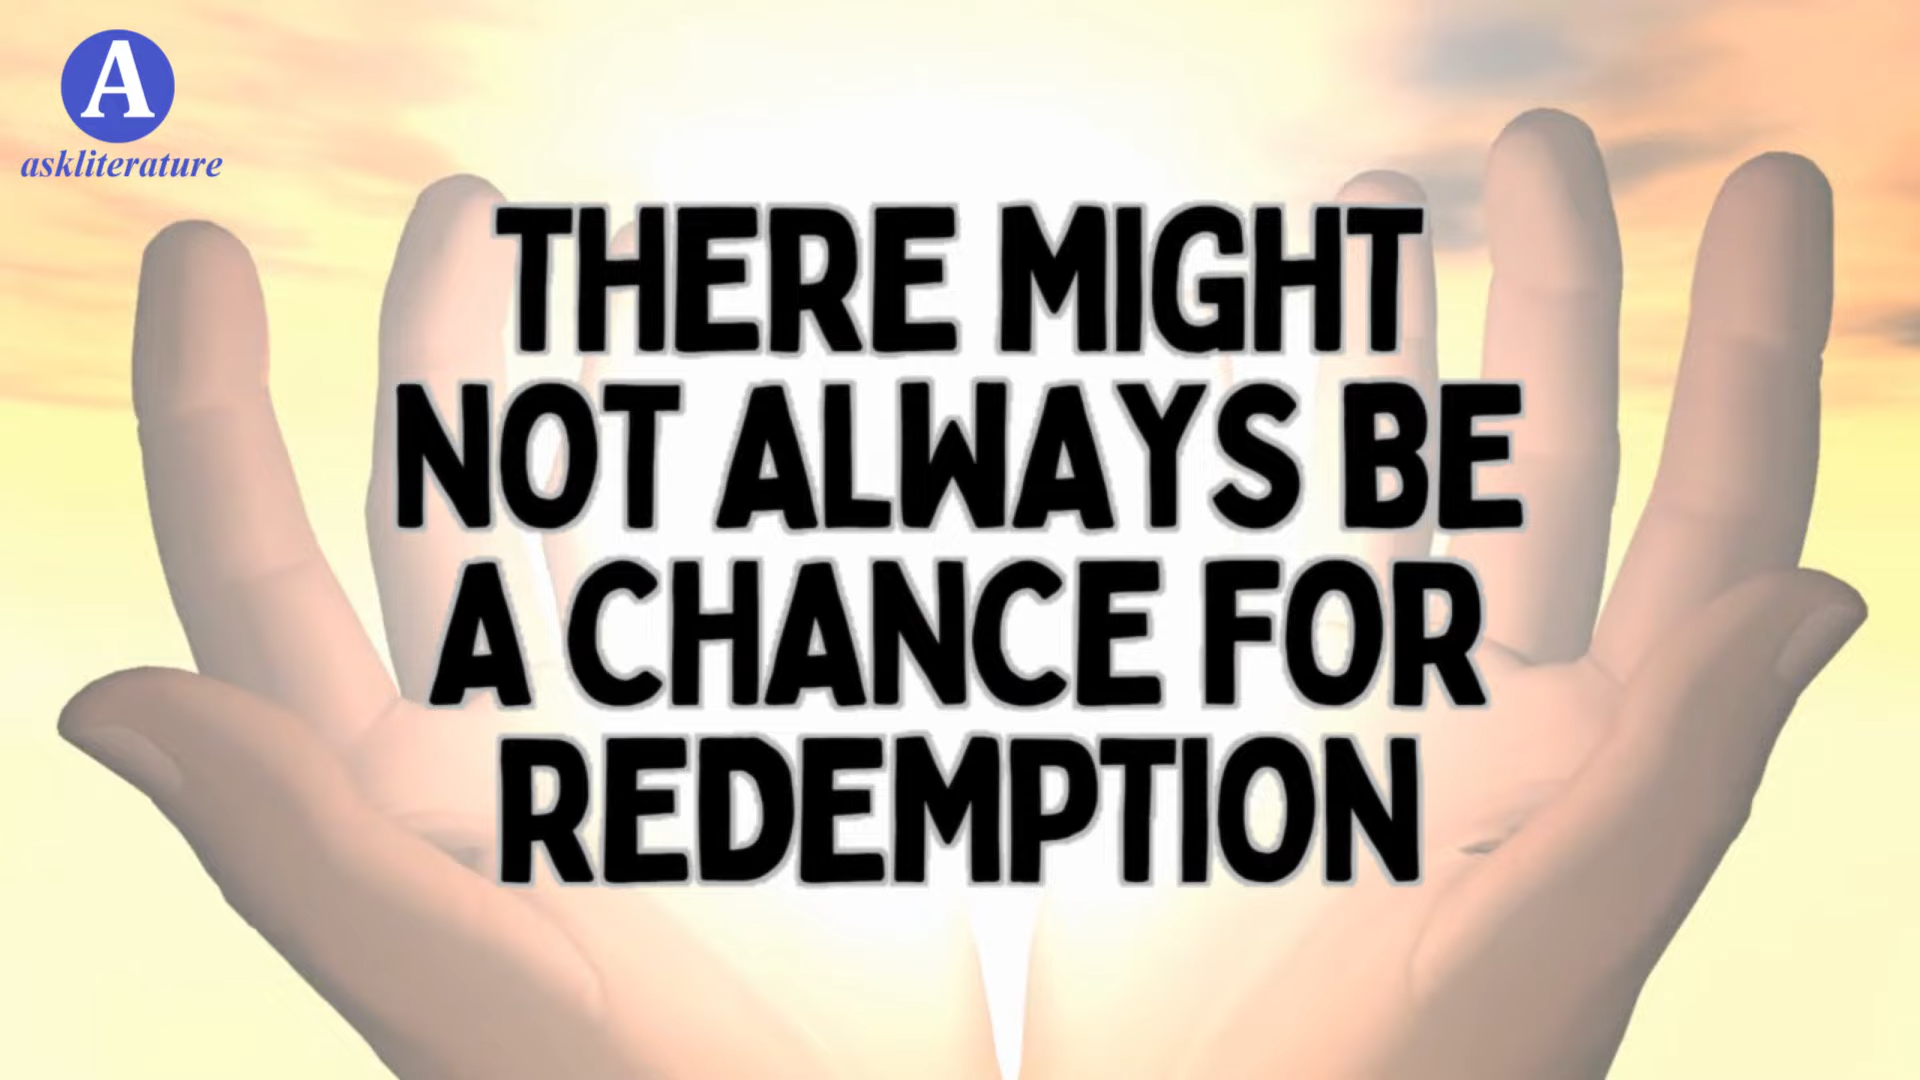 A
askliterature
THERE MIGHT
NOT ALWAYS BE
A CHANCE FOR
REDEMPTION